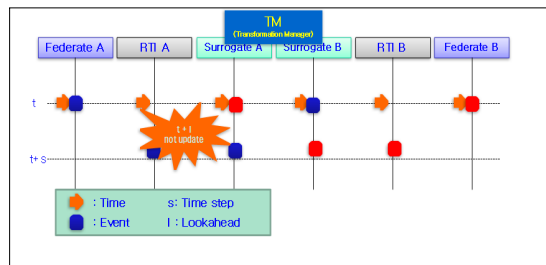 TM
(Transformation Manager)
Federate A
RTI A
Surrogate A
Surrogate B
RTI B
Federate B
t
t + l
not update
t+ s
: Time
s: Time step
: Event
l : Lookahead